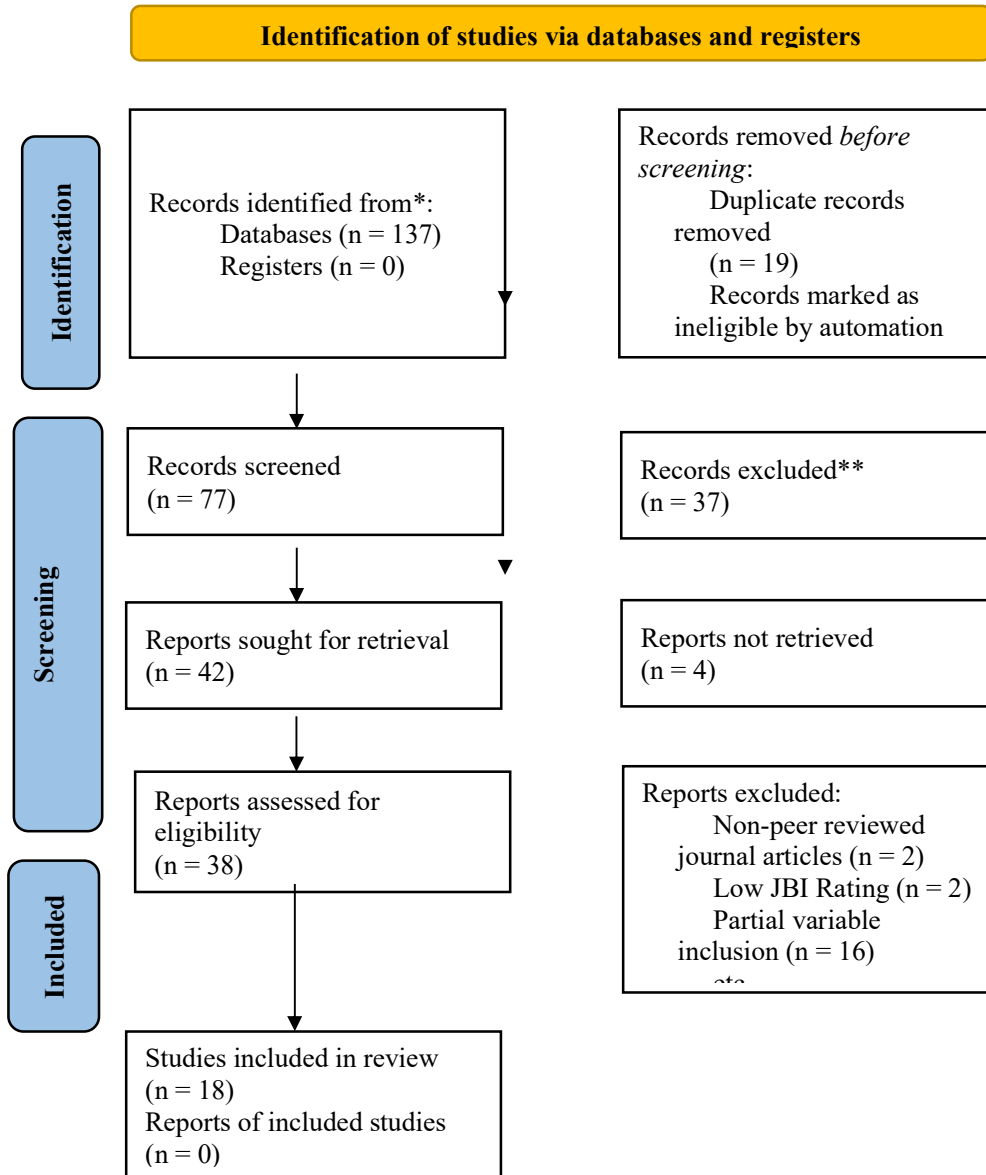 Identification of studies via databases and registers
Identification
Records identified from*:
Databases (n = 137)
Registers (n = 0)
Records removed before
screening:
Duplicate records
removed
(n = 19)
Records marked as
ineligible by automation
Screening
Records screened
(n = 77)
Records excluded**
(n = 37)
Reports sought for retrieval
(n = 42)
Reports not retrieved
(n = 4)
Reports assessed for
eligibility
(n = 38)
Reports excluded:
Non-peer reviewed
journal articles (n = 2)
Low JBI Rating (n = 2)
Partial variable
inclusion (n = 16)
etc
Included
Studies included in review
(n = 18)
Reports of included studies
(n = 0)